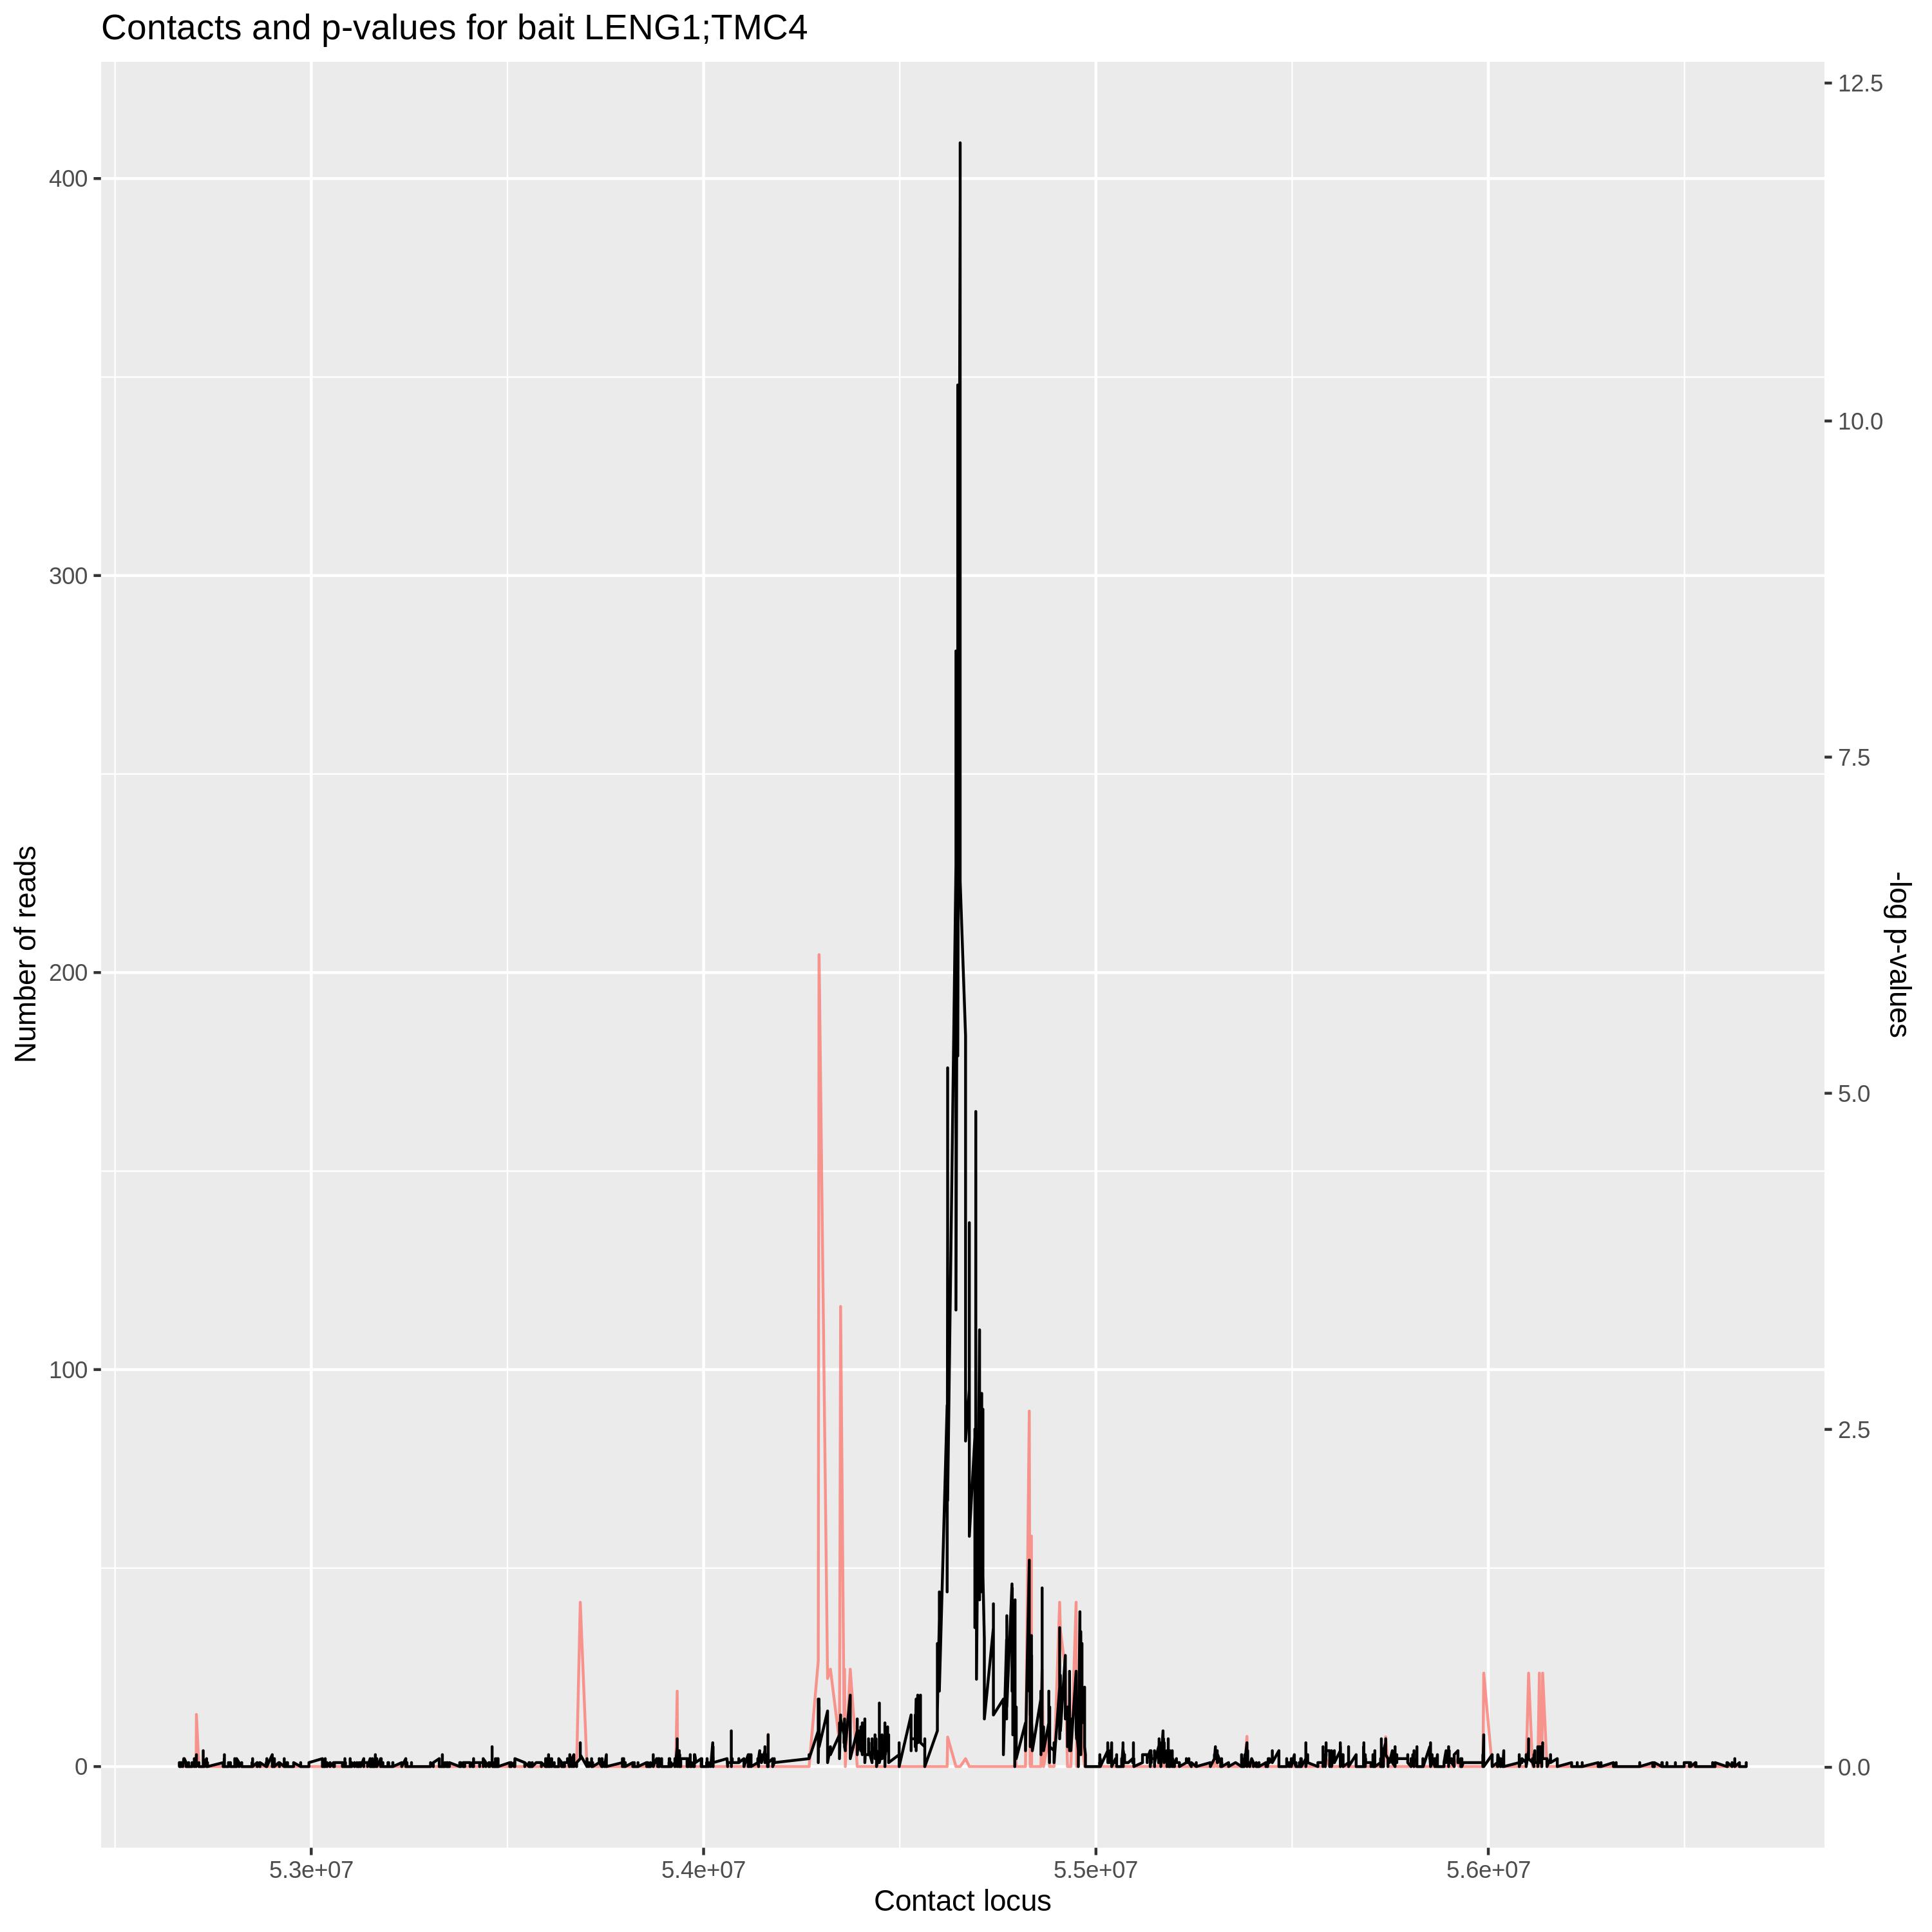 Contacts and p-values for bait LENG1;TMC4
Number of reads
400
300
200
100
0
12.5
10.0
7.5
5.0
2.5
0.0
-log p-values
5.3e+07 5.4e+07 5.5e+07 5.6e+07
Contact locus